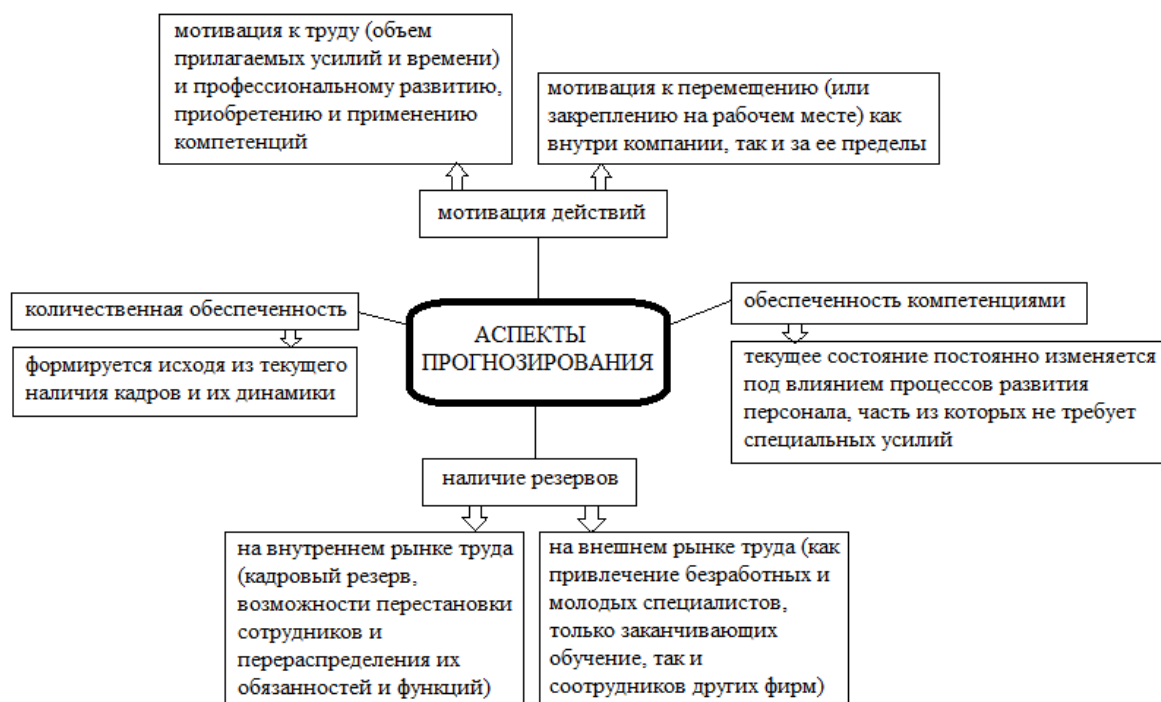 мотивация к труду (объем
прилагаемых усилий и времени)
и профессиональному развитию,
приобретению и применению
компетенций
мотивация к перемещению (или
закреплению на рабочем месте) как
внутри компании, так и за ее пределы
мотивация действий
количественная обеспеченность
формируется исходя из текущего
наличия кадров и их динамики
АСПЕКТЫ
ПРОГНОЗИРОВАНИЯ
обеспеченность компетенциями
текущее состояние постоянно изменяется
под влиянием процессов развития
персонала, часть из которых не требует
специальных усилий
наличие резервов
на внутреннем рынке труда
(кадровый резерв,
возможности перестановки
сотрудников и
перераспределения их
обязанностей и функций)
на внешнем рынке труда (как
привлечение безработных и
молодых специалистов,
только заканчивающих
обучение, так и
соотрудников других фирм)